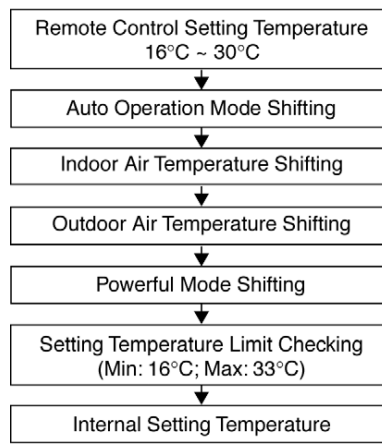 Remote Control Setting Temperature
16°C ~ 30°C
Auto Operation Mode Shifting
Indoor Air Temperature Shifting
Outdoor Air Temperature Shifting
Powerful Mode Shifting
Setting Temperature Limit Checking
(Min: 16°C; Max: 33°C)
Internal Setting Temperature